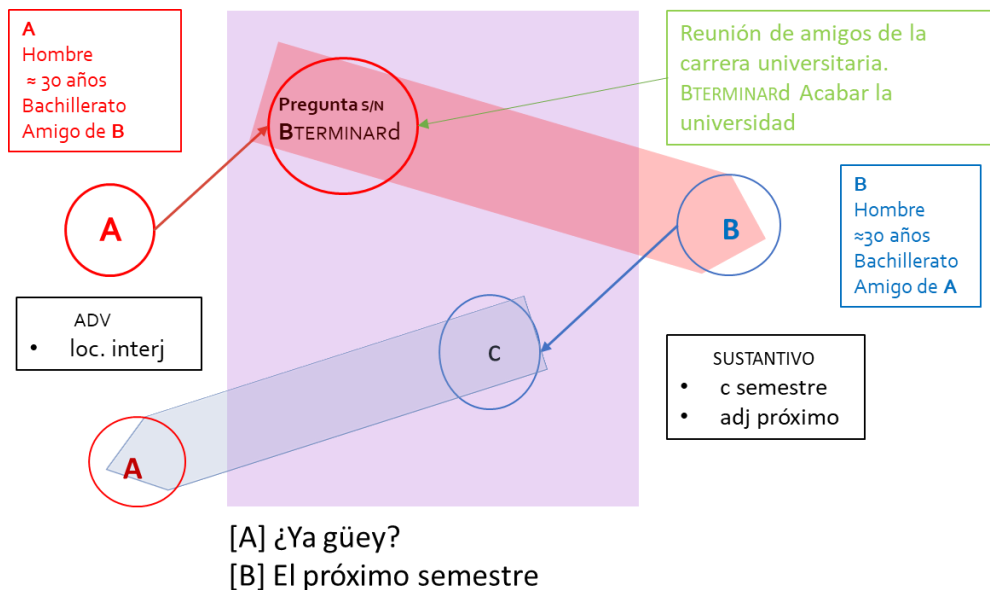 A
Hombre
≈ 30 años
Bachillerato
Amigo de B
Pregunta s/N
BTERMINARd
Reunión de amigos de la
carrera universitaria.
BTERMINARd Acabar la
universidad
A
B
B
Hombre
≈30 años
Bachillerato
Amigo de A
ADV
• loc. interj
c
SUSTANTIVO
• c semestre
• adj próximo
A
[A] ¿Ya güey?
[B] El próximo semestre